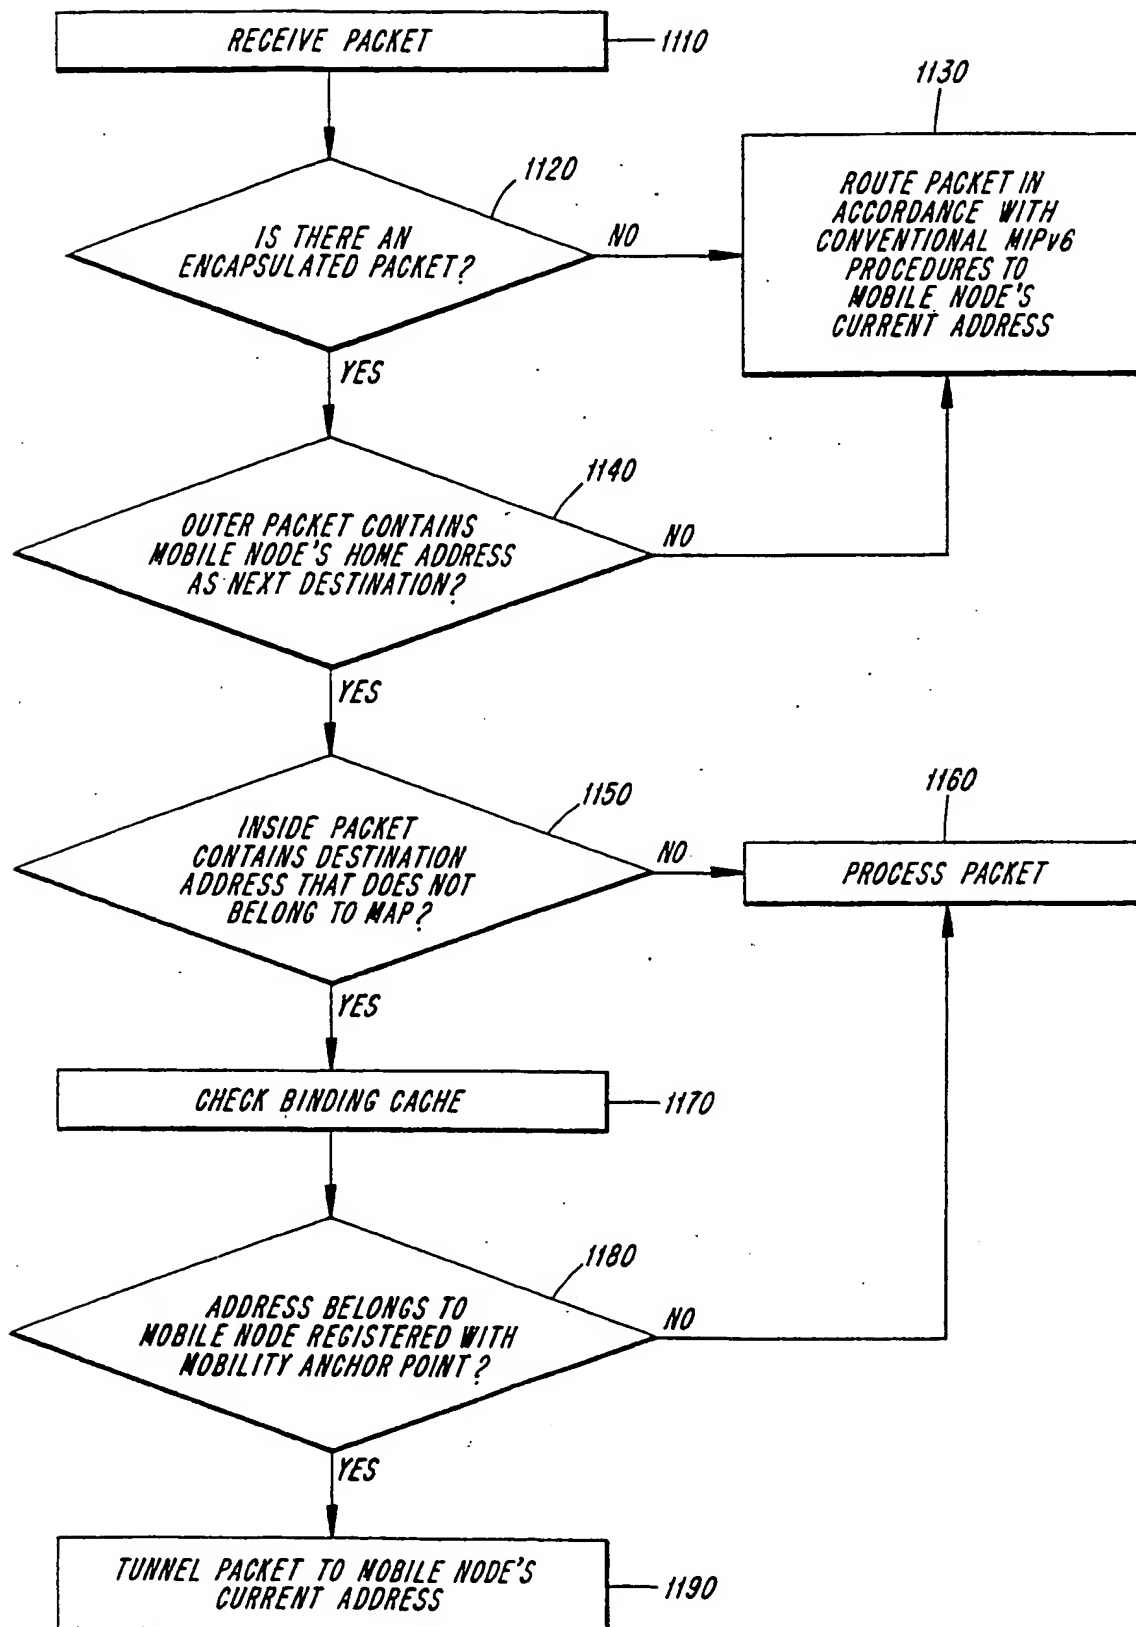 RECEIVE PACKET
1110
1120
IS THERE AN
ENCAPSULATED PACKET?
NO
YES
1130
ROUTE PACKET IN
ACCORDANCE WITH
CONVENTIONAL MIPv6
PROCEDURES TO
MOBILE NODE'S
CURRENT ADDRESS
1140
OUTER PACKET CONTAINS
MOBILE NODE'S HOME ADDRESS
AS NEXT DESTINATION?
NO
YES
1150
INSIDE PACKET
CONTAINS DESTINATION
ADDRESS THAT DOES NOT
BELONG TO MAP?
NO
YES
1160
PROCESS PACKET
CHECK BINDING CACHE
1170
1180
ADDRESS BELONGS TO
MOBILE NODE REGISTERED WITH
MOBILITY ANCHOR POINT?
NO
YES
TUNNEL PACKET TO MOBILE NODE'S
CURRENT ADDRESS
1190